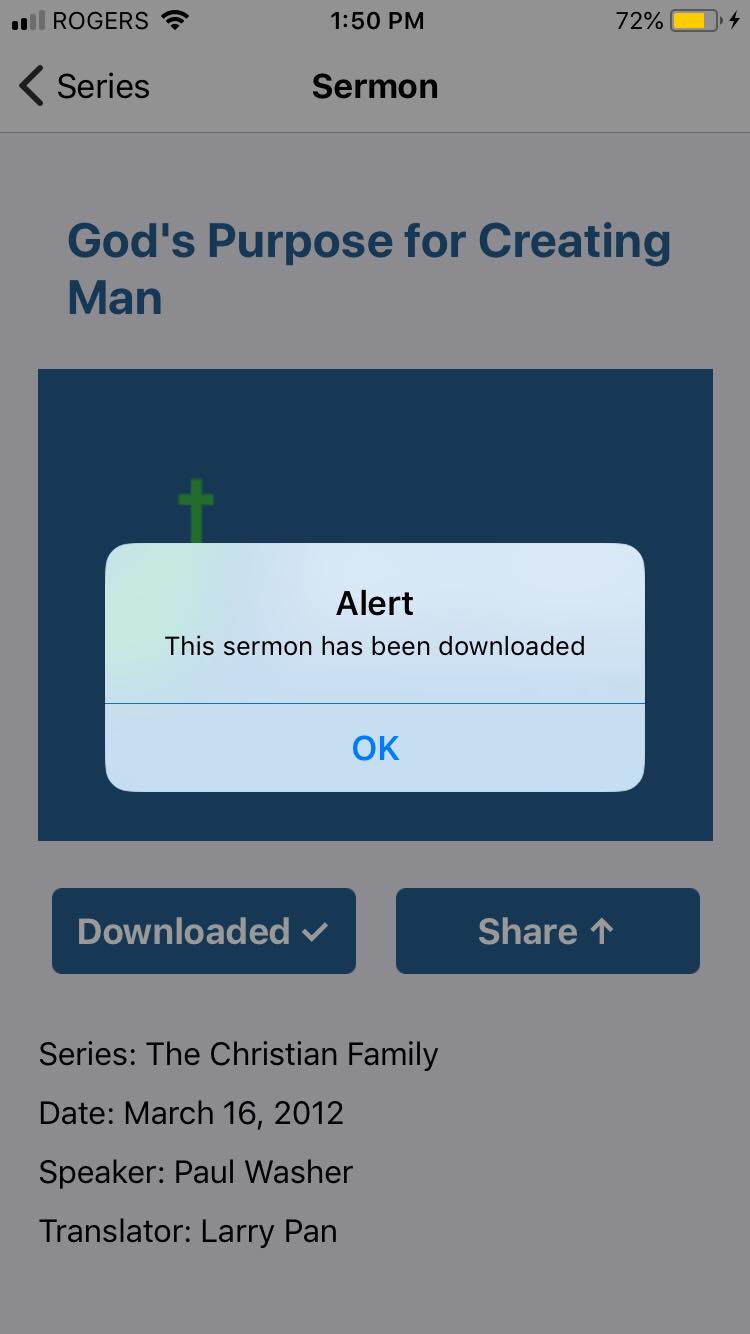 ROGERS 1:50 PM 72%
Series Sermon
God's Purpose for Creating
Man
Alert
This sermon has been downloaded
OK
Downloaded ✓ Share ↑
Series: The Christian Family
Date: March 16, 2012
Speaker: Paul Washer
Translator: Larry Pan